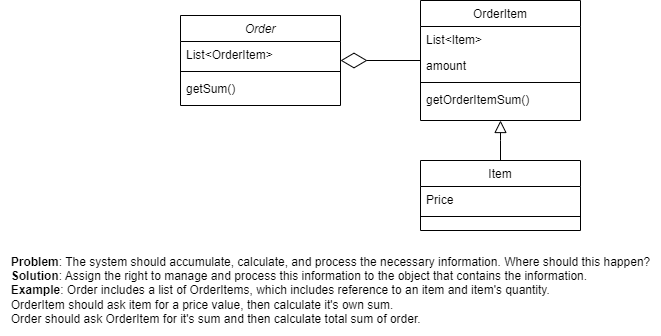 Order
List<OrderItem>
getSum()
OrderItem
List<Item>
amount
getOrderItemSum()
Item
Price
Problem: The system should accumulate, calculate, and process the necessary information. Where should this happen?
Solution: Assign the right to manage and process this information to the object that contains the information.
Example: Order includes a list of OrderItems, which includes reference to an item and item's quantity.
OrderItem should ask item for a price value, then calculate it's own sum.
Order should ask OrderItem for it's sum and then calculate total sum of order.